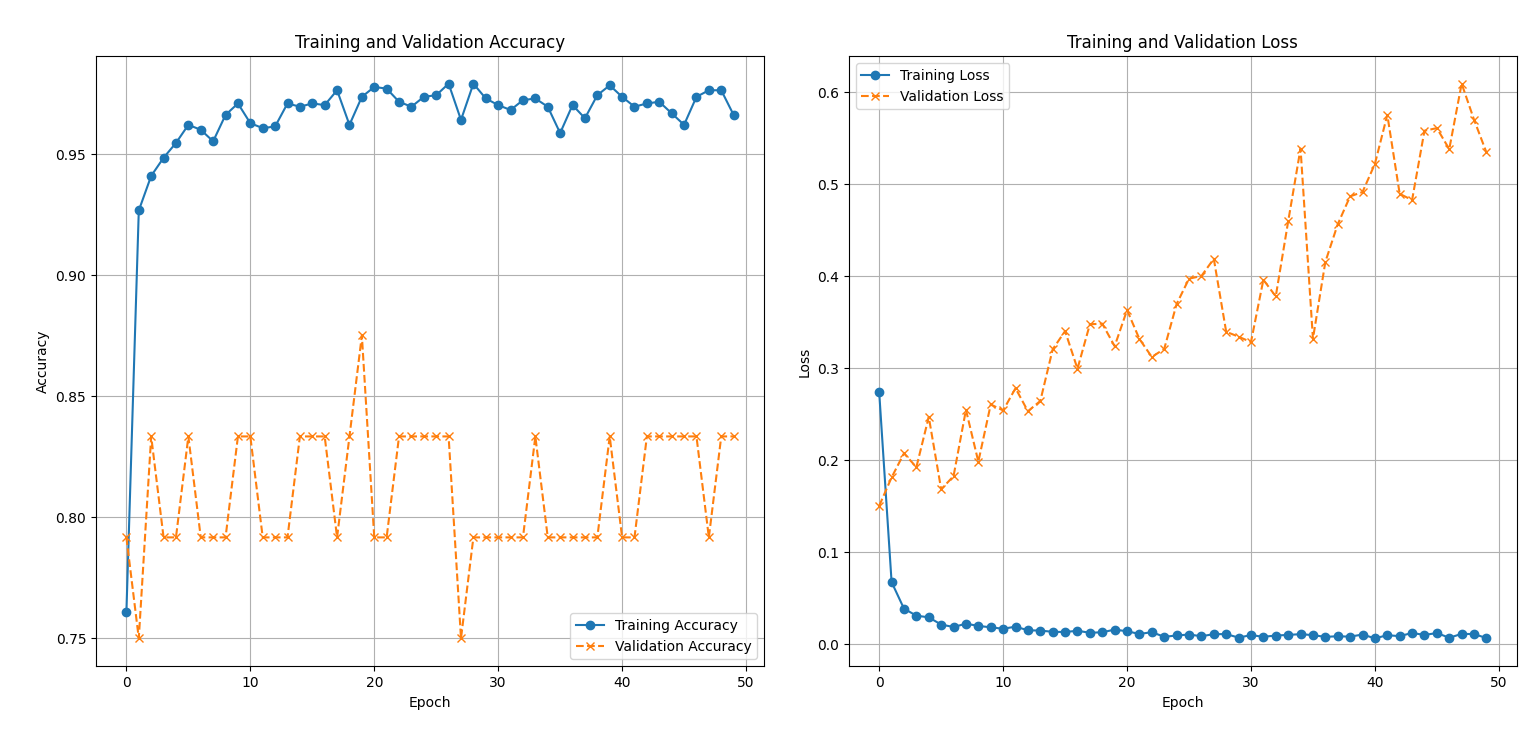 Training and Validation Accuracy
Accuracy
0.95
0.90
0.85
0.80
0.75
Training Accuracy
Validation Accuracy
0 10 20 30 40 50
Epoch
Training and Validation Loss
Training Loss
Validation Loss
Loss
0.6
0.5
0.4
0.3
0.2
0.1
0.0
0 10 20 30 40 50
Epoch